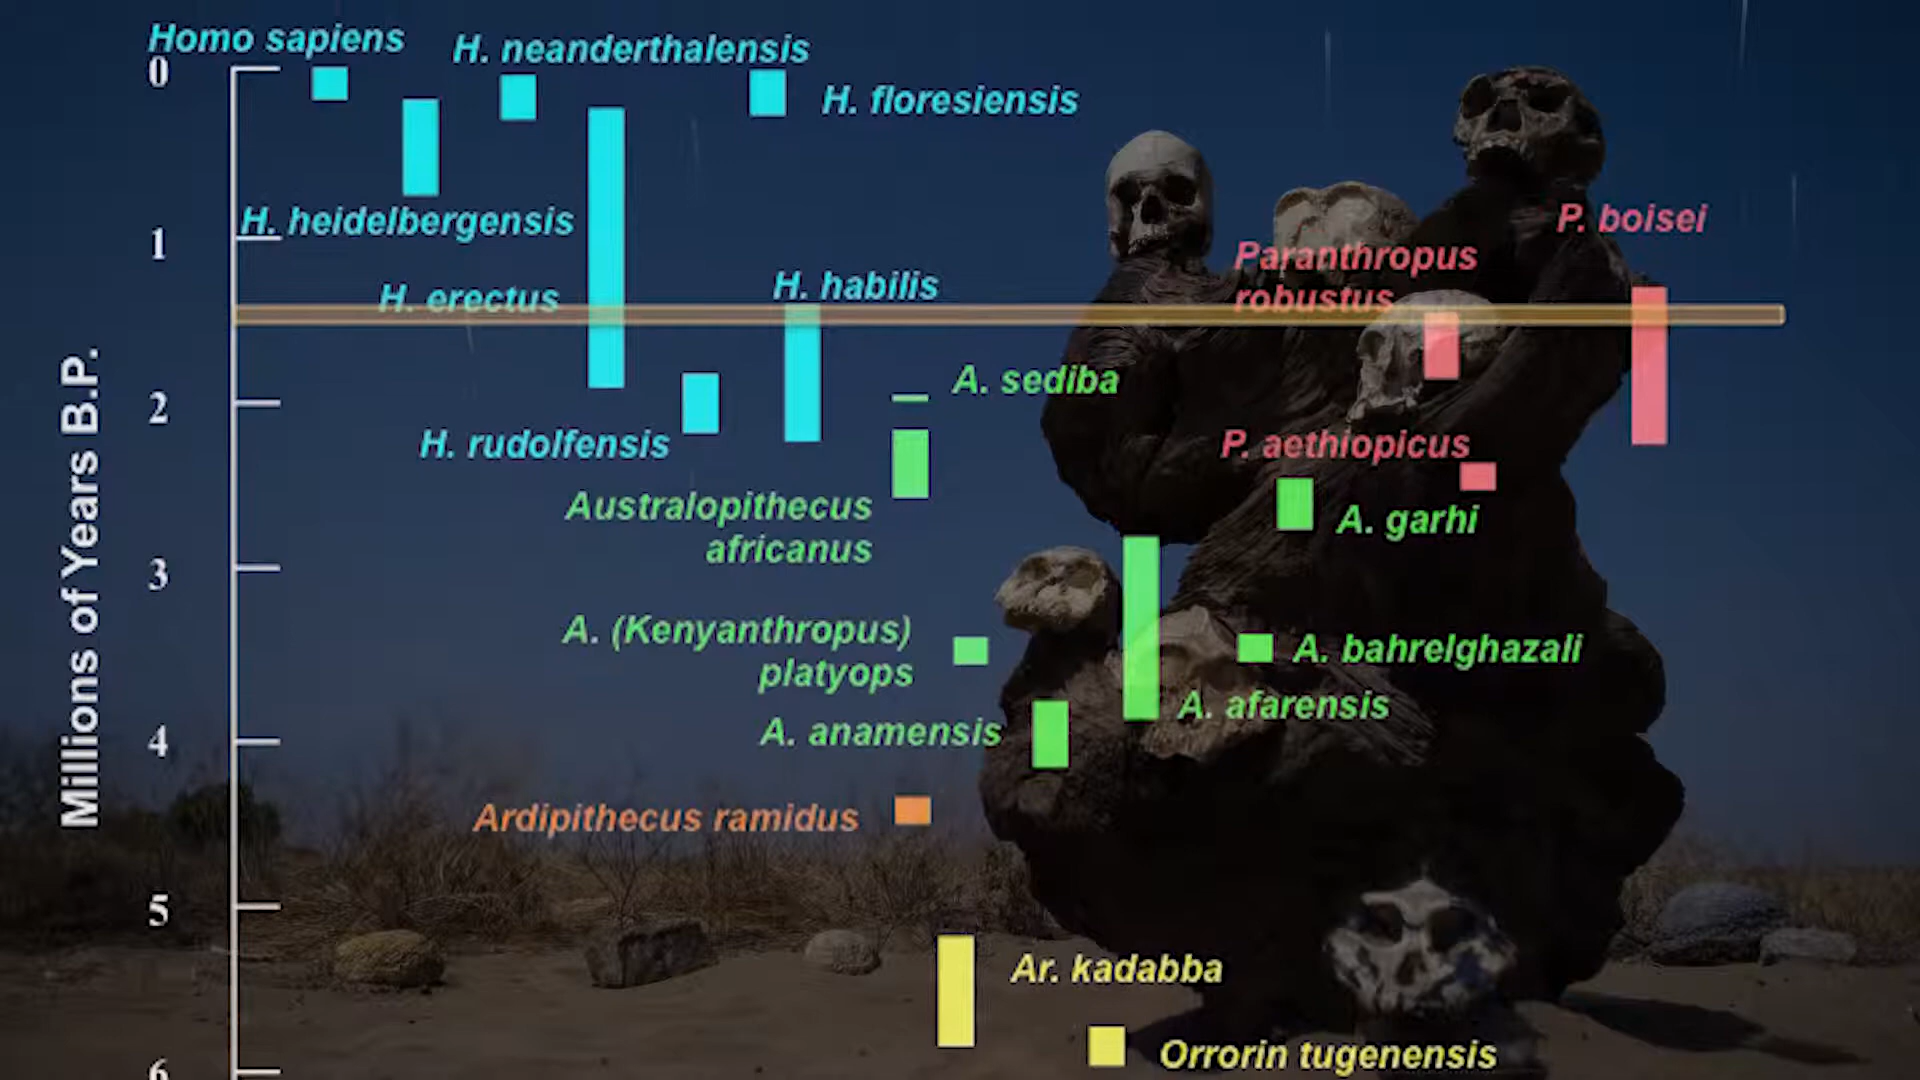 Homo sapiens
H. neanderthalensis
0
H. floresiensis
H. heidelbergensis
P. boisei
1
Paranthropus
robustus
H. habilis
H. erectus
A. sediba
2
H. rudolfensis
P. aethiopicus
Australopithecus
africanus
A. garhi
Millions of Years B.P.
3
A. (Kenyanthropus)
platyops
A. bahrelghazali
A. afarensis
4
A. anamensis
Ardipithecus ramidus
5
Ar. kadabba
Orrorin tugenensis
6